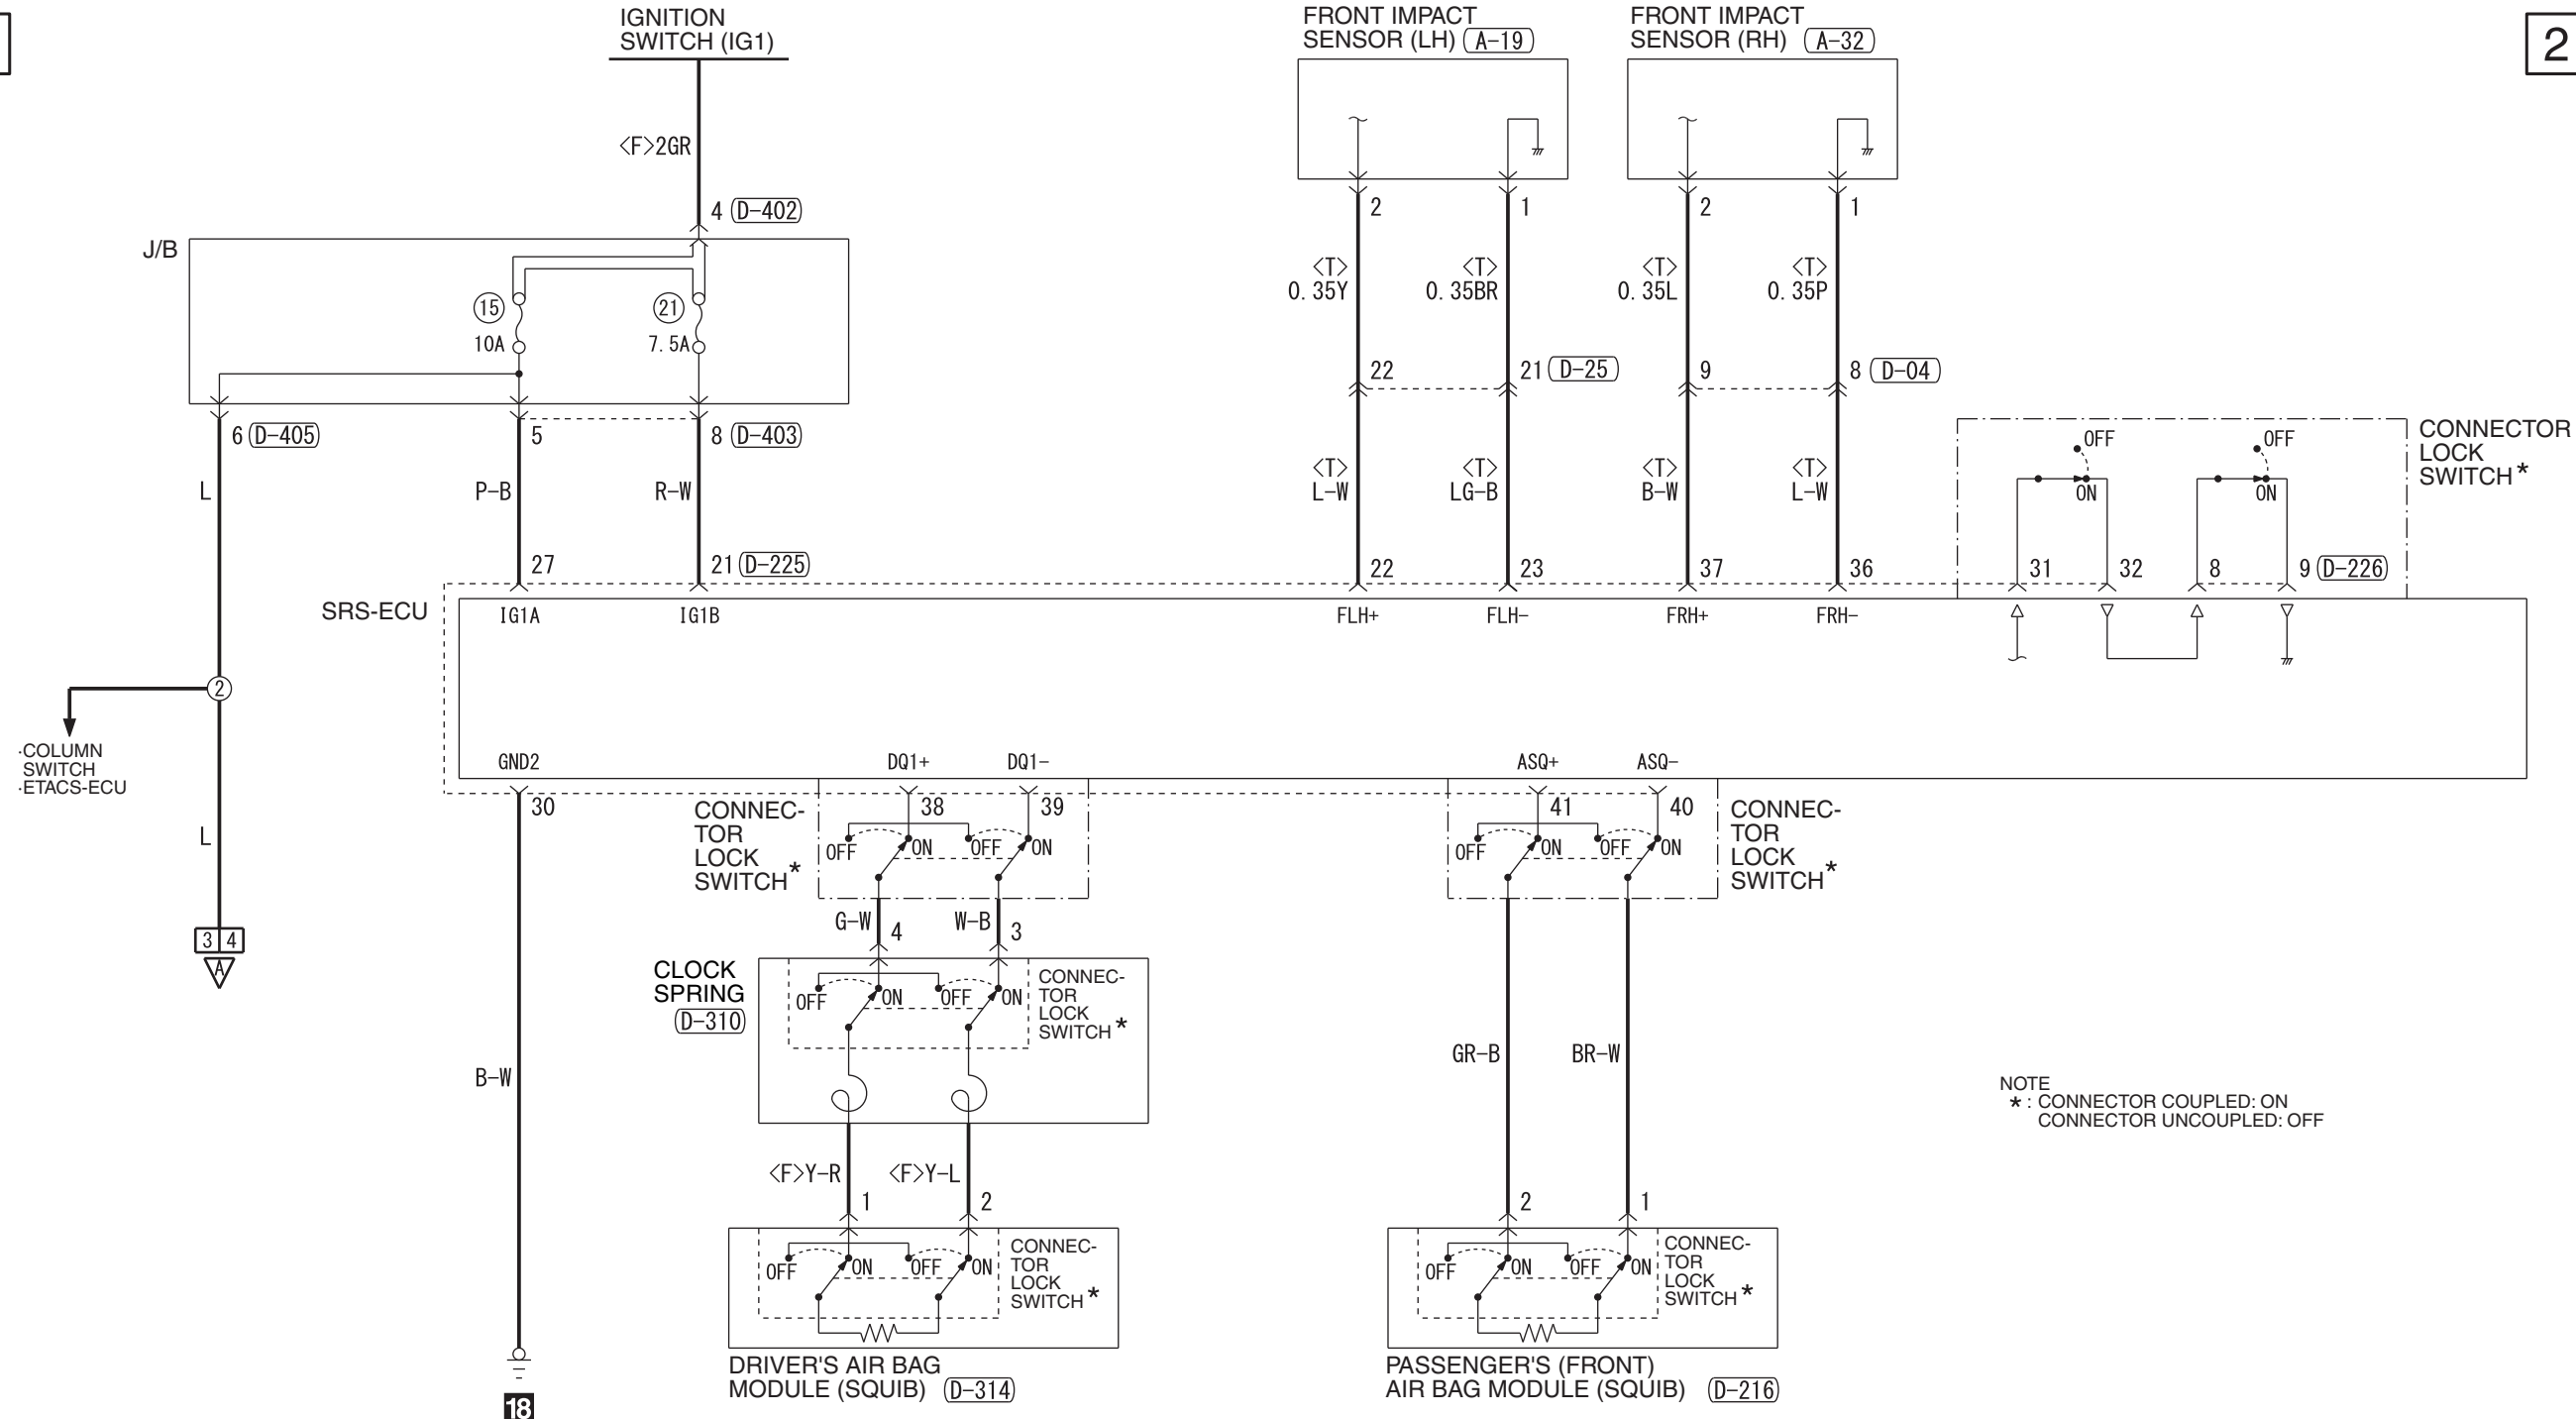 IGNITION
SWITCH (IG1)
FRONT IMPACT
SENSOR (LH) A-19
FRONT IMPACT
SENSOR (RH) A-32
2
<F>2GR
4 D-402
2 1 2 1
J/B
<T> <T> <T> <T>
0.35Y 0.35BR 0.35L 0.35P
15 21
10A 7.5A
22 21 D-25 9 8 D-04
6 D-405 5 8 D-403
CONNECTOR
LOCK
SWITCH*
OFF OFF
ON ON
L P-B R-W
<T> <T> <T> <T>
L-W LG-B B-W L-W
27 21 D-225 22 23 37 36 31 32 8 9 D-226
SRS-ECU
IG1A IG1B FLH+ FLH- FRH+ FRH-
2
·COLUMN
SWITCH
·ETACS-ECU
GND2 DQ1+ DQ1- ASQ+ ASQ-
30 38 39 41 40
CONNEC-
TOR
LOCK
SWITCH*
OFF ON OFF ON
OFF ON OFF ON
CONNEC-
TOR
LOCK
SWITCH*
L
G-W 4 W-B 3
3 4
A
CLOCK
SPRING
D-310
OFF ON OFF ON
CONNEC-
TOR
LOCK
SWITCH*
B-W
GR-B BR-W
NOTE
* : CONNECTOR COUPLED: ON
CONNECTOR UNCOUPLED: OFF
<F>Y-R <F>Y-L
1 2 2 1
OFF ON OFF ON
CONNEC-
TOR
LOCK
SWITCH*
OFF ON OFF ON
CONNEC-
TOR
LOCK
SWITCH*
DRIVER'S AIR BAG
MODULE (SQUIB) D-314
PASSENGER'S (FRONT)
AIR BAG MODULE (SQUIB) D-216
18